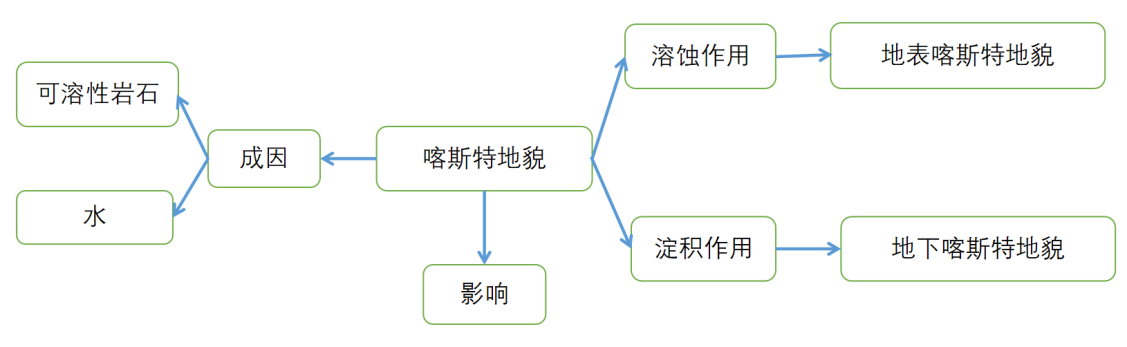 溶蚀作用
地表喀斯特地貌
可溶性岩石
成因
喀斯特地貌
水
淀积作用
地下喀斯特地貌
影响